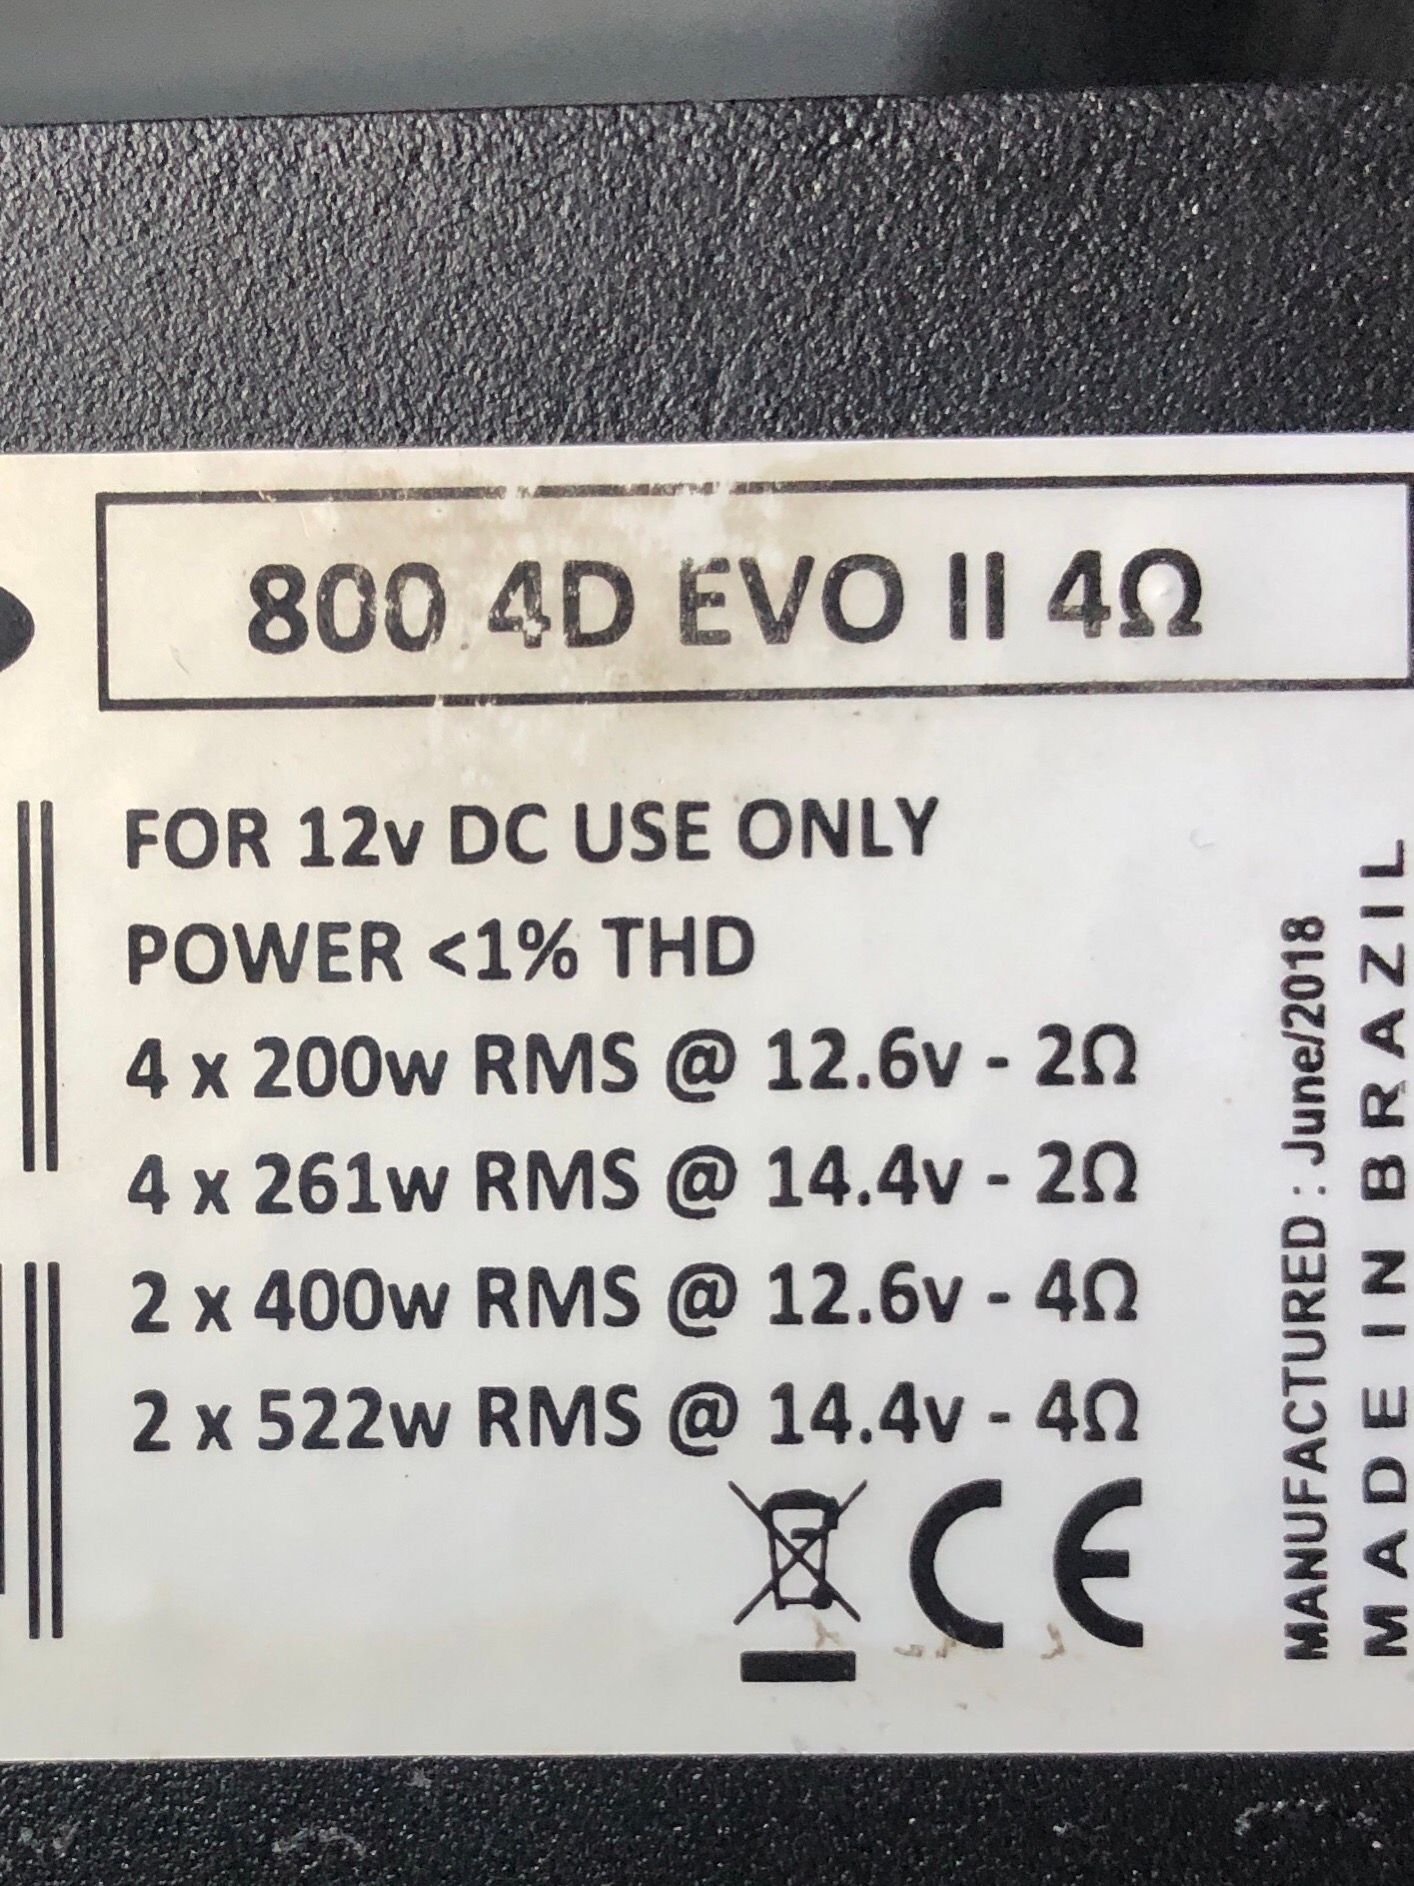 800 4D EVO II 4Ω
FOR 12v DC USE ONLY
POWER <1% THD
4 x 200w RMS @ 12.6v - 2Ω
4 x 261w RMS @ 14.4v - 2Ω
2 x 400w RMS @ 12.6v - 4Ω
2 x 522w RMS @ 14.4v - 4Ω
CE
MANUFACTURED : June/2018
MADE IN BRAZIL